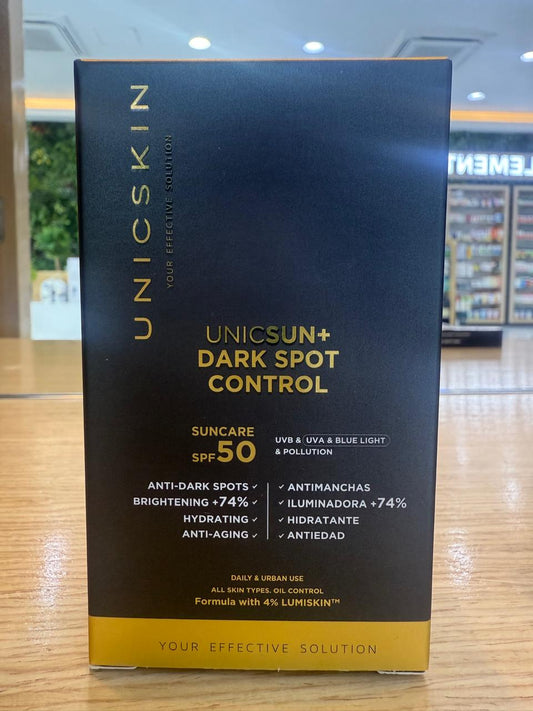 UNICSKIN
YOUR EFFECTIVE SOLUTION
UNICSUN+
DARK SPOT
CONTROL
SUNCARE
SPF 50
UVB & UVA & BLUE LIGHT
& POLLUTION
ANTI-DARK SPOTS ✓
BRIGHTENING +74% ✓
HYDRATING ✓
ANTI-AGING ✓
✓ ANTIMANCHAS
✓ ILUMINADORA +74%
✓ HIDRATANTE
✓ ANTIEDAD
DAILY & URBAN USE
ALL SKIN TYPES. OIL CONTROL
Formula with 4% LUMISKIN™
YOUR EFFECTIVE SOLUTION